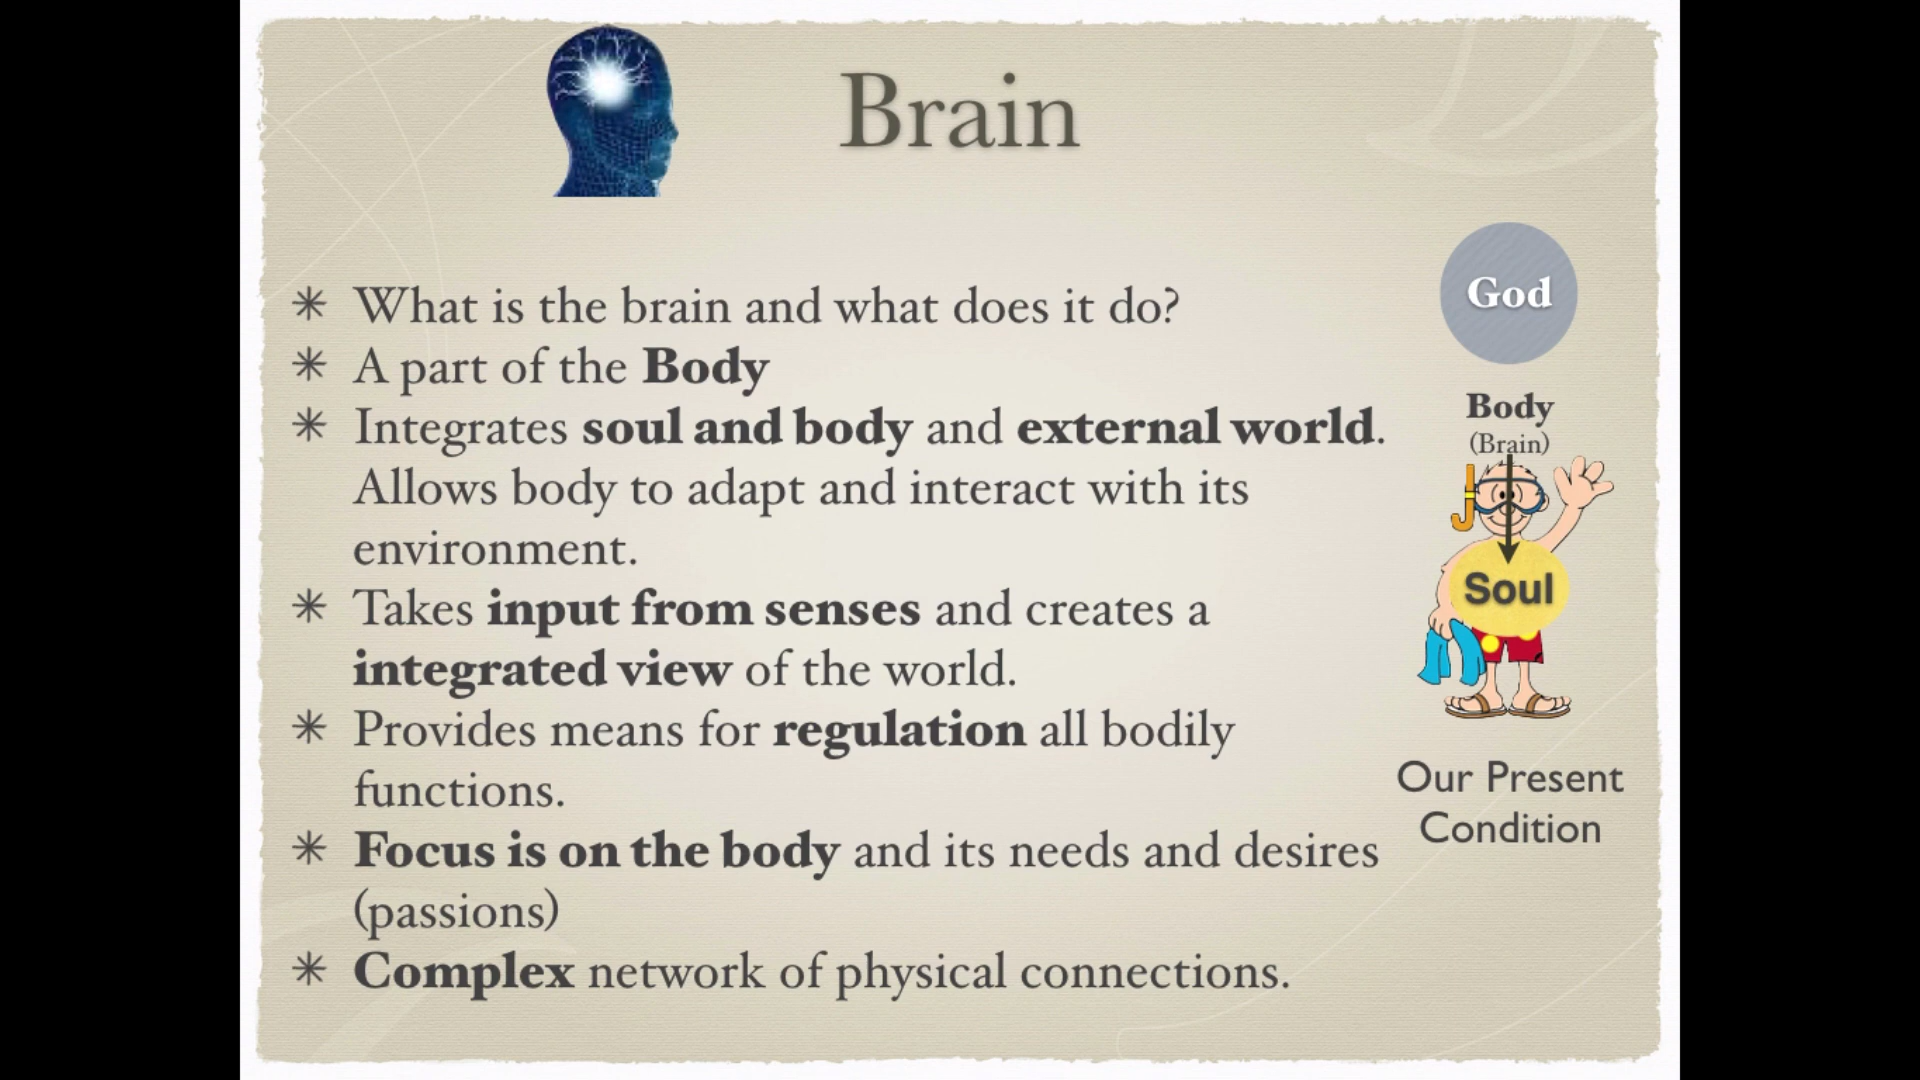 Brain
✳ What is the brain and what does it do?
✳ A part of the Body
✳ Integrates soul and body and external world.
Allows body to adapt and interact with its
environment.
✳ Takes input from senses and creates a
integrated view of the world.
✳ Provides means for regulation all bodily
functions.
✳ Focus is on the body and its needs and desires
(passions)
✳ Complex network of physical connections.
God
Body
(Brain)
Soul
Our Present
Condition